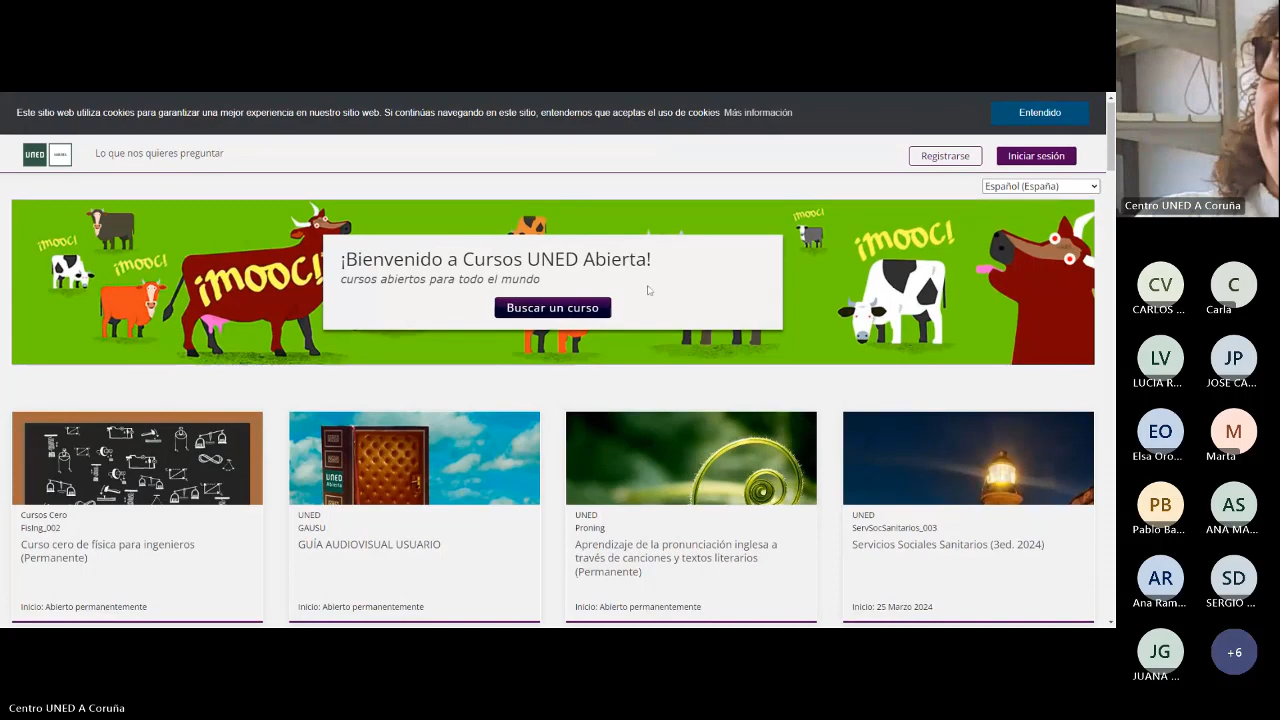 Este sitio web utiliza cookies para garantizar una mejor experiencia en nuestro sitio web. Si continúas navegando en este sitio, entendemos que aceptas el uso de cookies Más información
Entendido
UNED
Lo que nos quieres preguntar
Registrarse
Iniciar sesión
Español (España)
¡mooc!
¡mooc!
¡mooc!
¡mooc!
¡mooc!
¡Bienvenido a Cursos UNED Abierta!
cursos abiertos para todo el mundo
Buscar un curso
UNED
Cursos Cero
FisIng_002
Curso cero de física para ingenieros
(Permanente)
Inicio: Abierto permanentemente
UNED
GAUSU
GUÍA AUDIOVISUAL USUARIO
Inicio: Abierto permanentemente
UNED
Proning
Aprendizaje de la pronunciación inglesa a
través de canciones y textos literarios
(Permanente)
Inicio: Abierto permanentemente
UNED
ServSocSanitarios_003
Servicios Sociales Sanitarios (3ed. 2024)
Inicio: 25 Marzo 2024
Centro UNED A Coruña
CV
CARLOS ...
C
Carla
LV
LUCIA R...
JP
JOSE CA...
EO
Elsa Oro...
M
Marta
PB
Pablo Ba...
AS
ANA MA...
AR
Ana Ram...
SD
SERGIO ...
JG
JUANA ...
+6
Centro UNED A Coruña